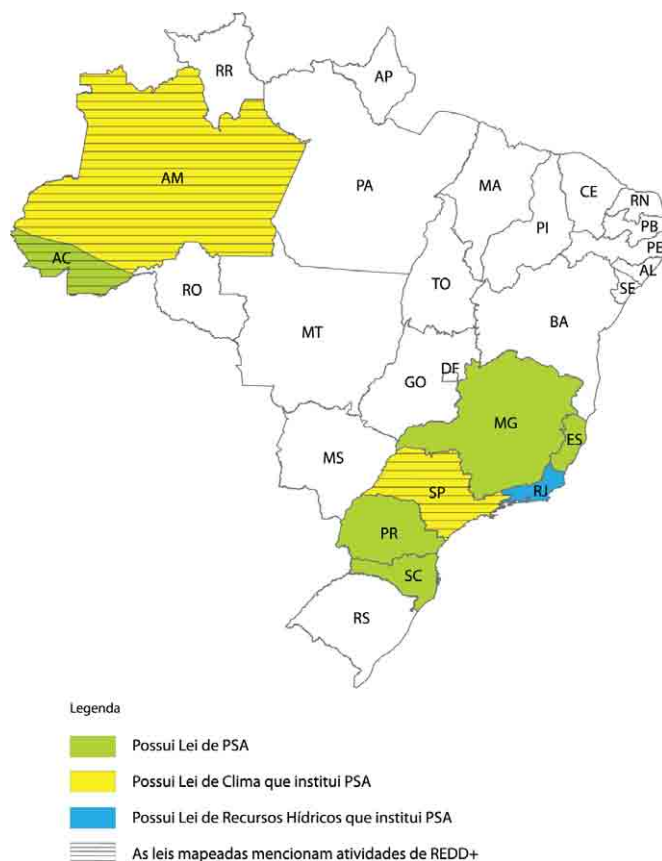 RR
AP
AM
PA
MA
CE
RN
PB
PI
PE
AL
SE
AC
RO
TO
BA
MT
GO
DF
MG
ES
MS
SP
RJ
PR
SC
RS
Legenda
Possui Lei de PSA
Possui Lei de Clima que institui PSA
Possui Lei de Recursos Hídricos que institui PSA
As leis mapeadas mencionam atividades de REDD+